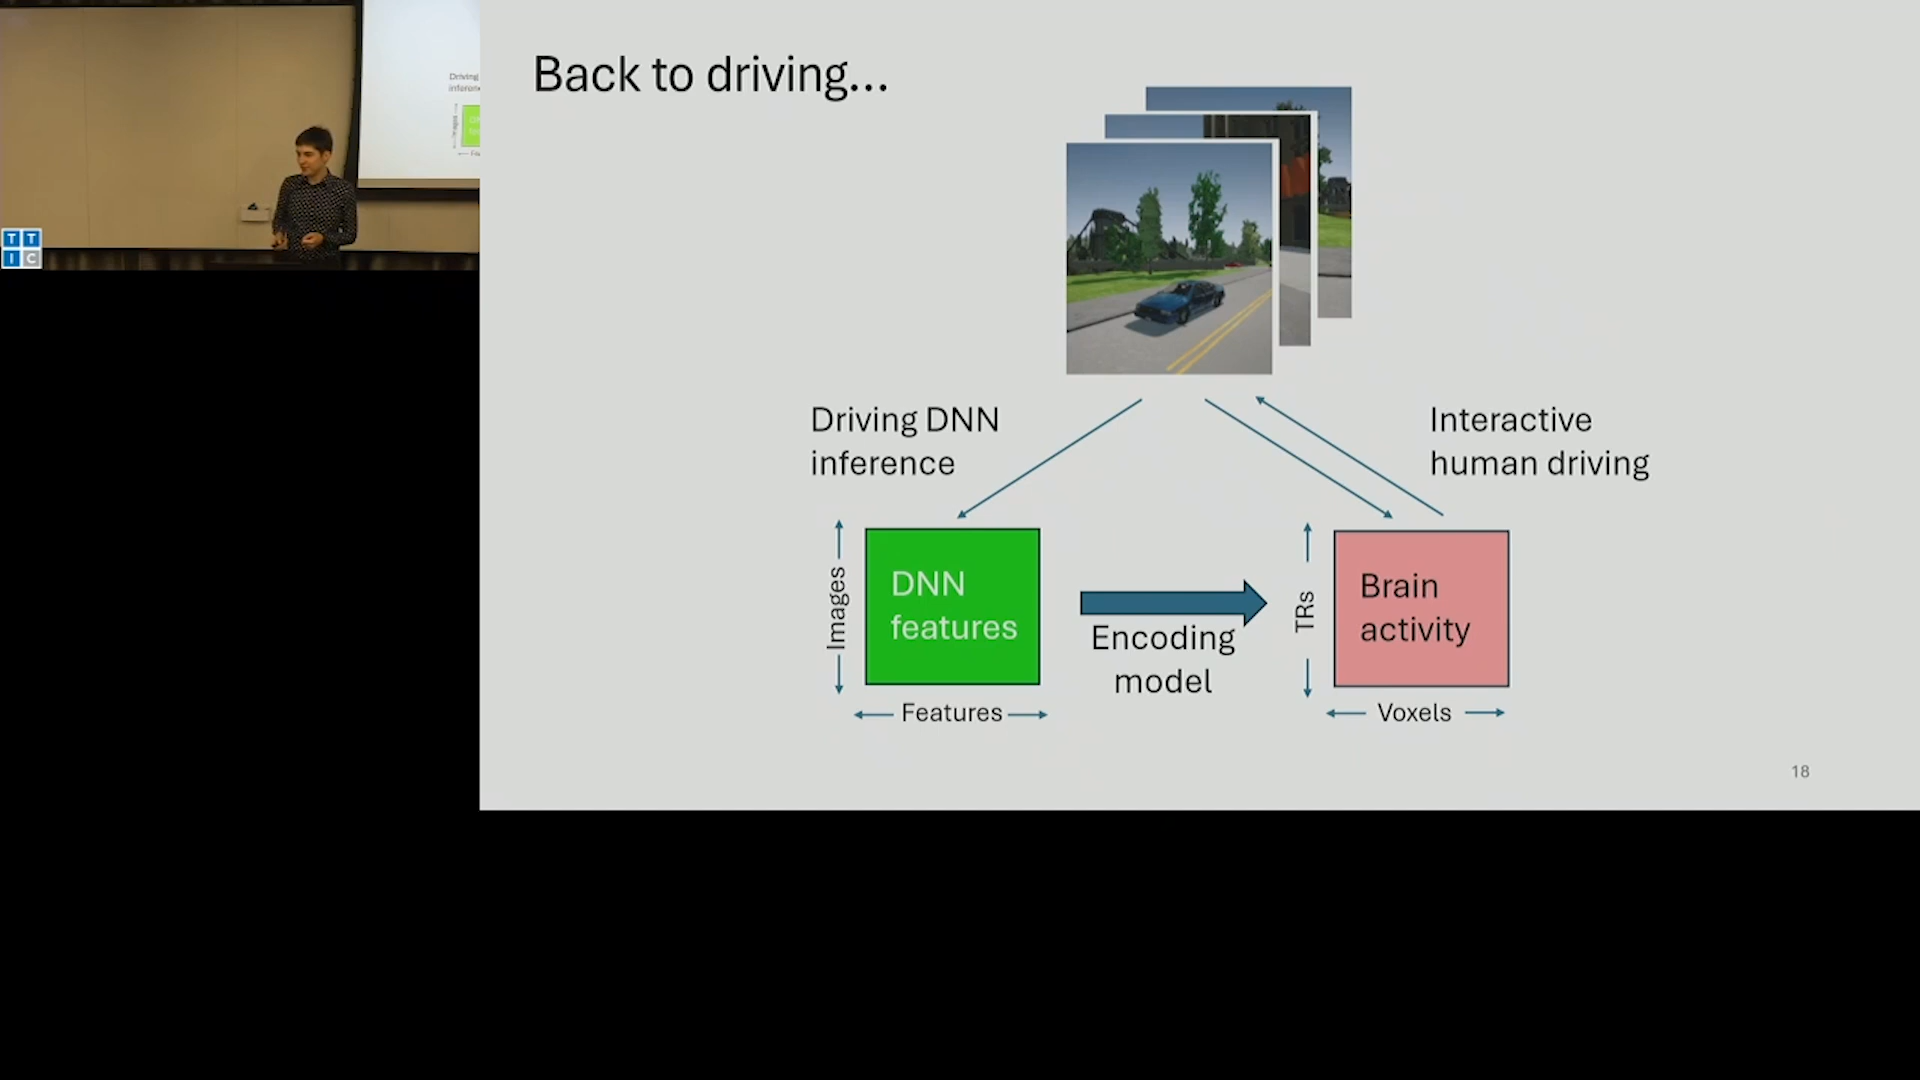 Back to driving...
Driving
T T
I C
Driving DNN
inference
Interactive
human driving
Images
DNN
features
Features
Encoding
model
TRs
Brain
activity
Voxels
18